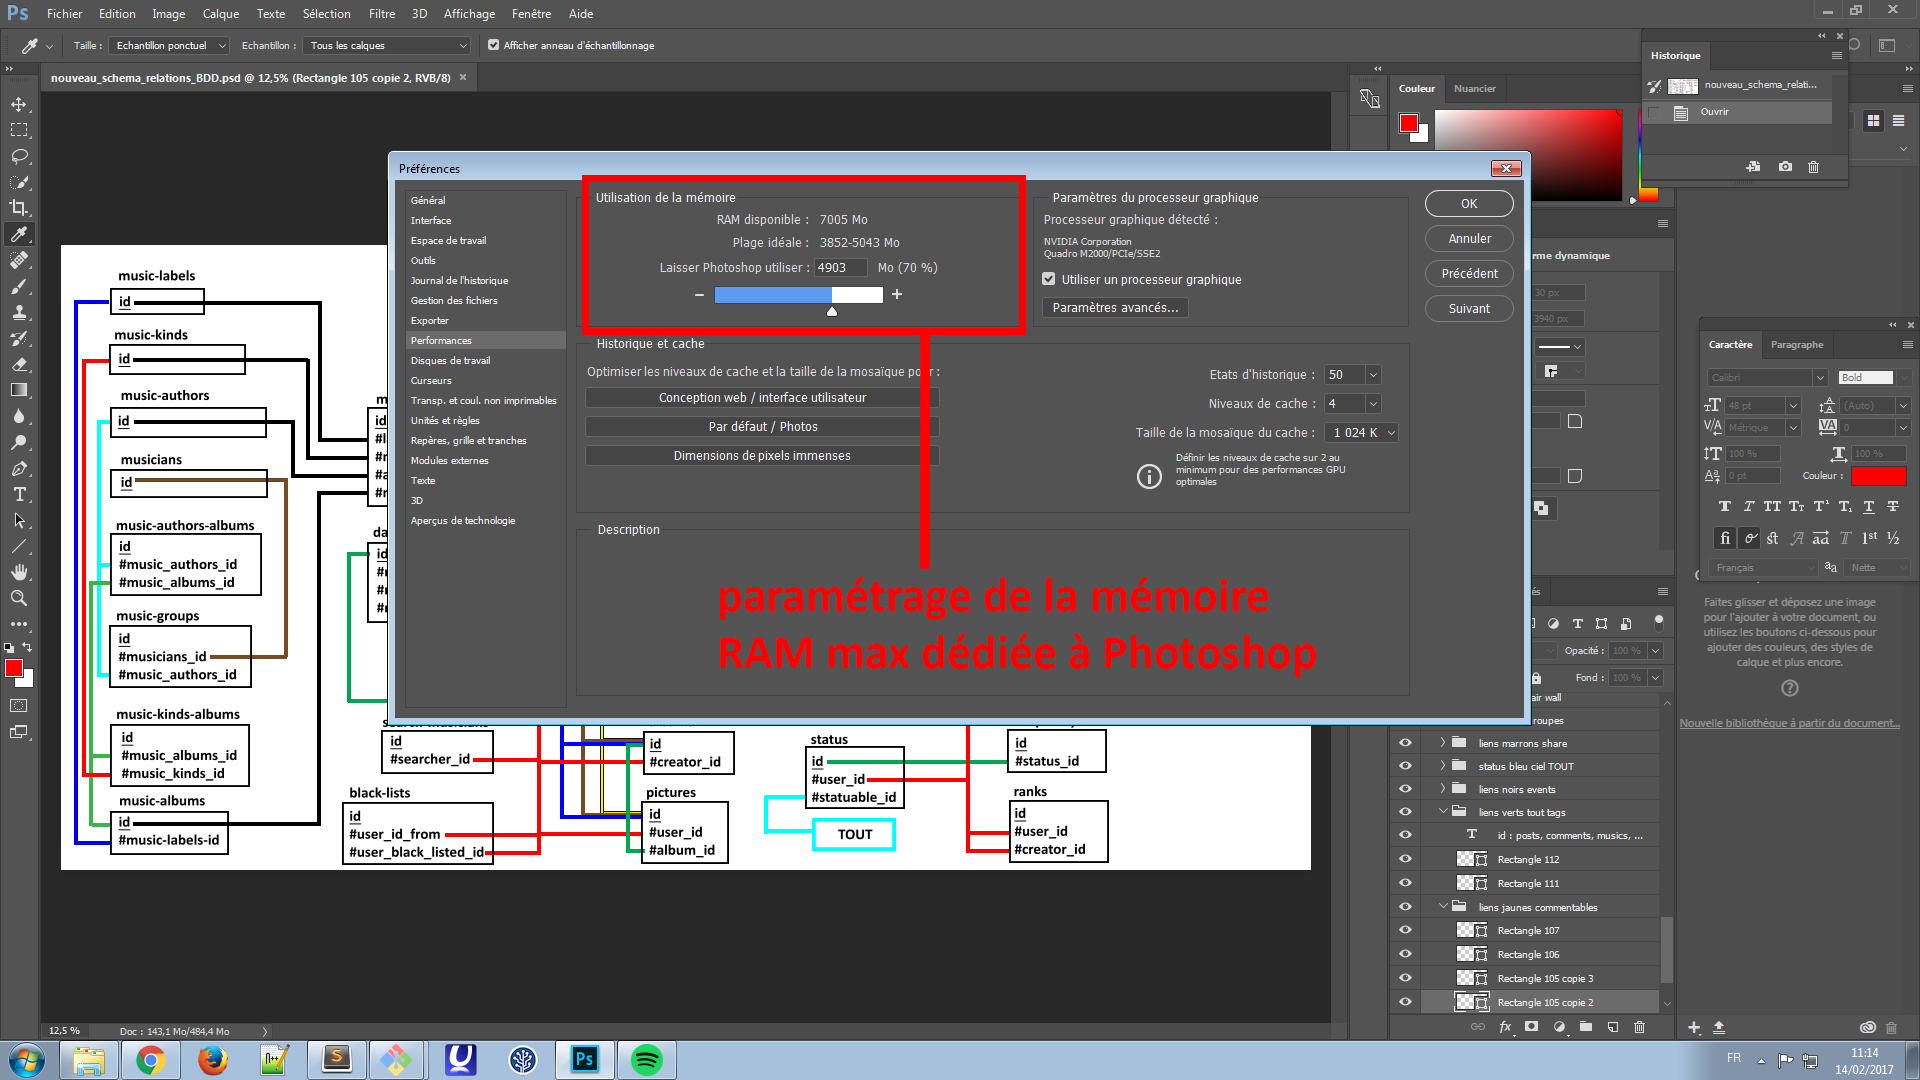 Ps Fichier Edition Image Calque Texte Sélection Filtre 3D Affichage Fenêtre Aide
Taille : Echantillon ponctuel Echantillon : Tous les calques Afficher anneau d'échantillonnage
nouveau_schema_relations_BDD.psd @ 12,5% (Rectangle 105 copie 2, RVB/8) ×
Historique
nouveau_schema_relati...
Ouvrir
Couleur Nuancier
Préférences
Général
Interface
Espace de travail
Outils
Journal de l'historique
Gestion des fichiers
Exporter
Performances
Disques de travail
Curseurs
Transp. et coul. non imprimables
Unités et règles
Repères, grille et tranches
Modules externes
Texte
3D
Aperçus de technologie
Utilisation de la mémoire
RAM disponible : 7005 Mo
Plage idéale : 3852-5043 Mo
Laisser Photoshop utiliser : 4903 Mo (70 %)
Paramètres du processeur graphique
Processeur graphique détecté :
NVIDIA Corporation
Quadro M2000/PCIe/SSE2
Utiliser un processeur graphique
Paramètres avancés...
OK
Annuler
Précédent
Suivant
Historique et cache
Optimiser les niveaux de cache et la taille de la mosaïque pour :
Conception web / interface utilisateur
Par défaut / Photos
Dimensions de pixels immenses
Etats d'historique : 50
Niveaux de cache : 4
Taille de la mosaïque du cache : 1 024 K
Définir les niveaux de cache sur 2 au
minimum pour des performances GPU
optimales
Description
paramétrage de la mémoire
RAM max dédiée à Photoshop
music-labels
id
music-kinds
id
music-authors
id
musicians
id
music-authors-albums
id
#music_authors_id
#music_albums_id
music-groups
id
#musicians_id
#music_authors_id
music-kinds-albums
id
#music_albums_id
#music_kinds_id
music-albums
id
#music-labels-id
id
#searcher_id
black-lists
id
#user_id_from
#user_black_listed_id
id
#creator_id
pictures
id
#user_id
#album_id
status
id
#user_id
#statuable_id
TOUT
id
#status_id
ranks
id
#user_id
#creator_id
rme dynamique
30 px
3940 px
Caractère Paragraphe
Calibri Bold
48 pt (Auto)
Métrique 0
100 % 100 %
0 pt Couleur :
Français Nette
Faites glisser et déposez une image
pour l'ajouter à votre document, ou
utilisez les boutons ci-dessous pour
ajouter des couleurs, des styles de
calque et plus encore.
Nouvelle bibliothèque à partir du document...
Opacité : 100 %
Fond : 100 %
liens marrons share
status bleu ciel TOUT
liens noirs events
liens verts tout tags
id : posts, comments, musics, ...
Rectangle 112
Rectangle 111
liens jaunes commentables
Rectangle 107
Rectangle 106
Rectangle 105 copie 3
Rectangle 105 copie 2
12,5 % Doc : 143,1 Mo/484,4 Mo
FR 11:14
14/02/2017